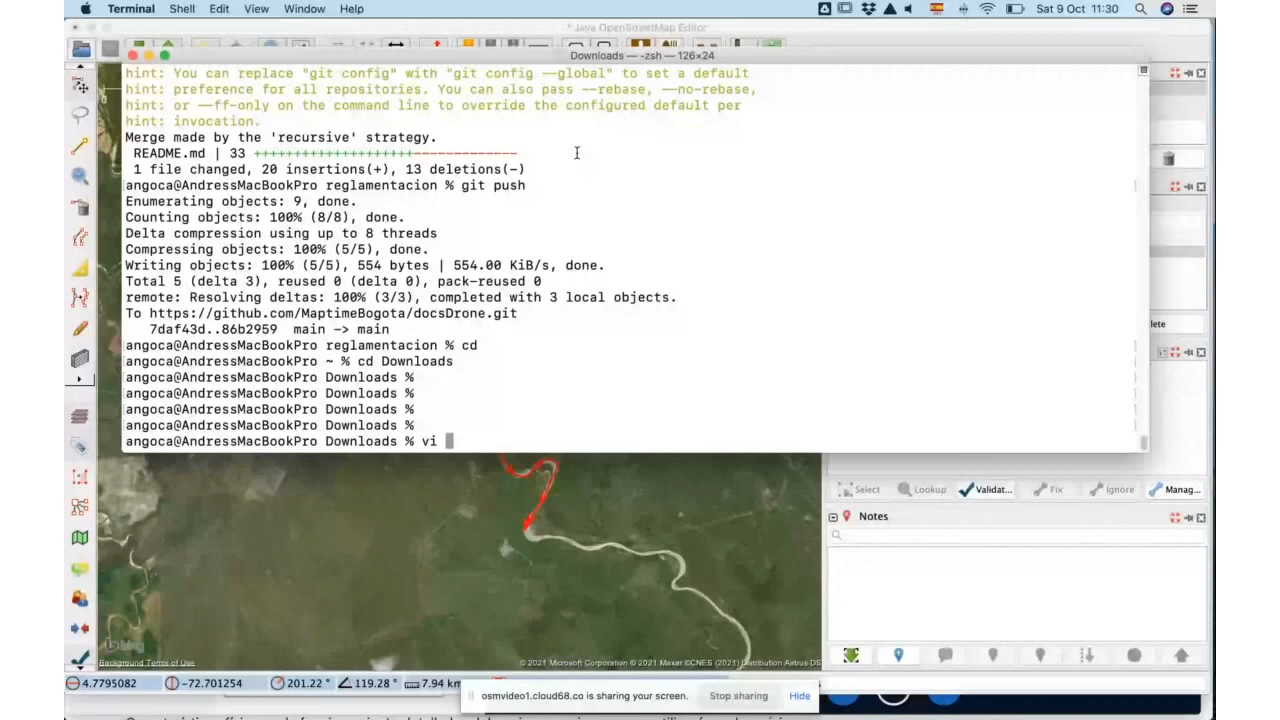 Terminal Shell Edit View Window Help Sat 9 Oct 11:30
* Java OpenStreetMap Editor
Downloads — -zsh — 126×24
hint: You can replace "git config" with "git config --global" to set a default
hint: preference for all repositories. You can also pass --rebase, --no-rebase,
hint: or --ff-only on the command line to override the configured default per
hint: invocation.
Merge made by the 'recursive' strategy.
README.md | 33 ++++++++++++++++++++-------------
1 file changed, 20 insertions(+), 13 deletions(-)
angoca@AndressMacBookPro reglamentacion % git push
Enumerating objects: 9, done.
Counting objects: 100% (8/8), done.
Delta compression using up to 8 threads
Compressing objects: 100% (5/5), done.
Writing objects: 100% (5/5), 554 bytes | 554.00 KiB/s, done.
Total 5 (delta 3), reused 0 (delta 0), pack-reused 0
remote: Resolving deltas: 100% (3/3), completed with 3 local objects.
To https://github.com/MaptimeBogota/docsDrone.git
7daf43d..86b2959 main -> main
angoca@AndressMacBookPro reglamentacion % cd
angoca@AndressMacBookPro ~ % cd Downloads
angoca@AndressMacBookPro Downloads %
angoca@AndressMacBookPro Downloads %
angoca@AndressMacBookPro Downloads %
angoca@AndressMacBookPro Downloads %
angoca@AndressMacBookPro Downloads % vi
lete
Select Lookup Validat... Fix Ignore Manag...
Notes
bing
Background Terms of Use
© 2021 Microsoft Corporation © 2021 Maxar ©CNES (2021) Distribution Airbus DS
4.7795082 -72.701254 201.22 ° 119.28 ° 7.94 km
osmvideo1.cloud68.co is sharing your screen. Stop sharing Hide